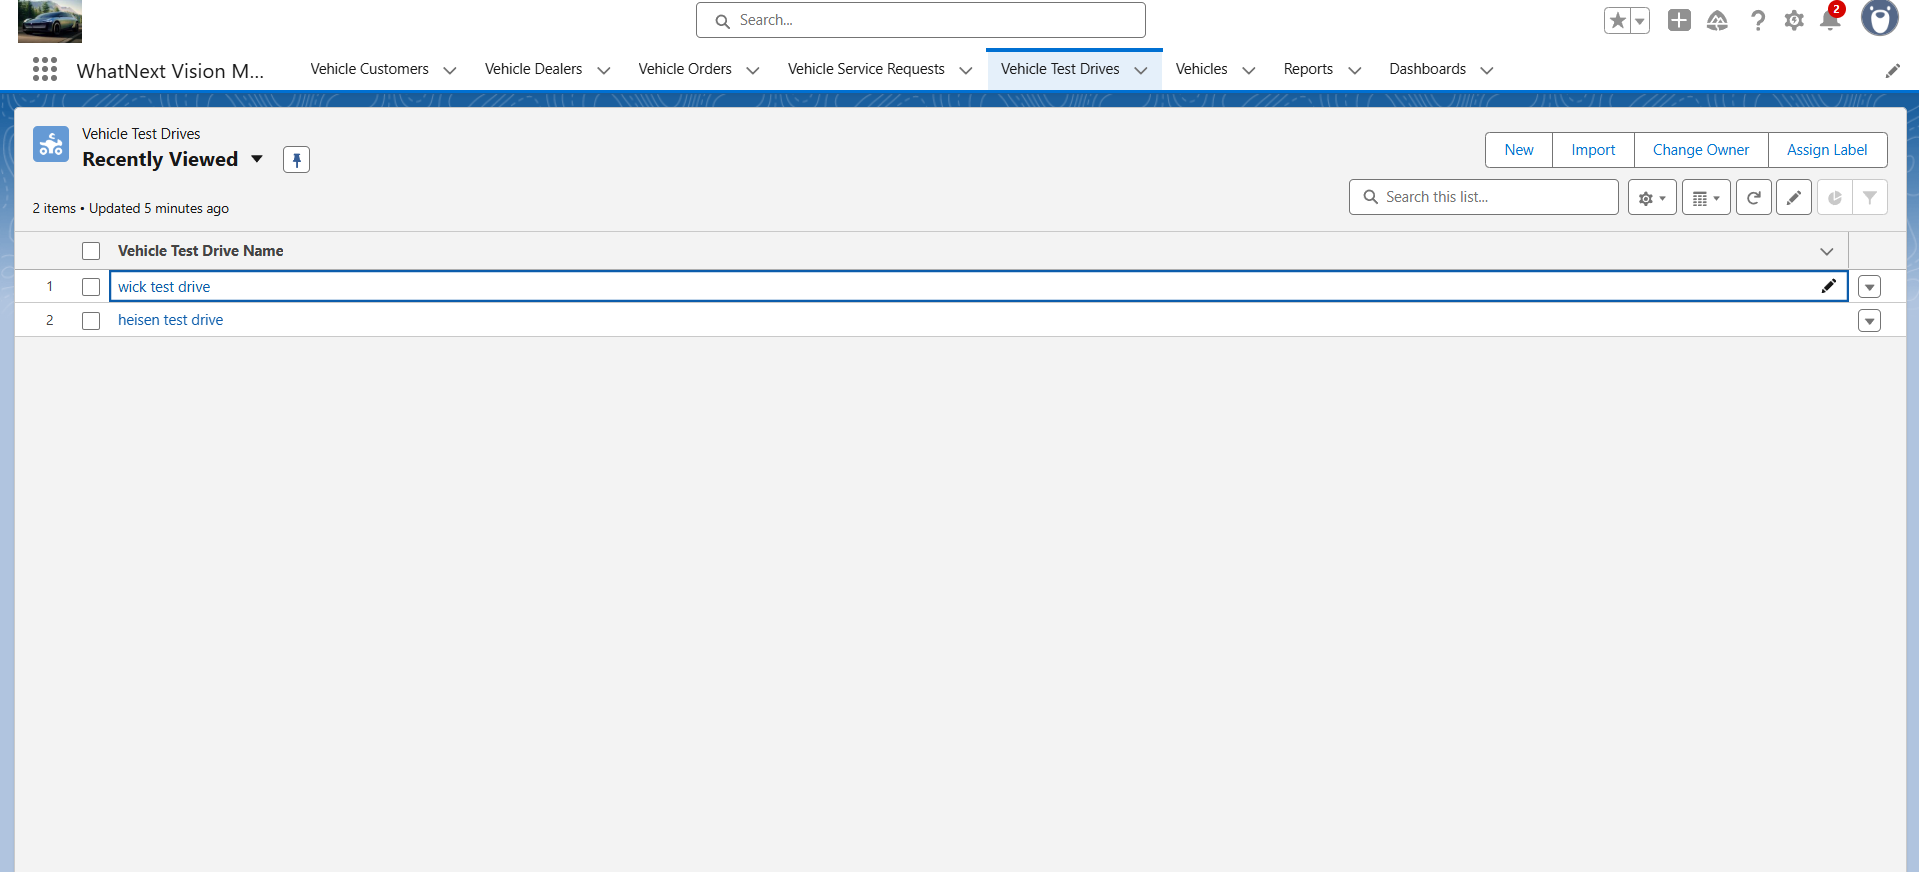 Search...
2
WhatNext Vision M...
Vehicle Customers
Vehicle Dealers
Vehicle Orders
Vehicle Service Requests
Vehicle Test Drives
Vehicles
Reports
Dashboards
Vehicle Test Drives
Recently Viewed
New
Import
Change Owner
Assign Label
2 items • Updated 5 minutes ago
Search this list...
Vehicle Test Drive Name
1 wick test drive
2 heisen test drive